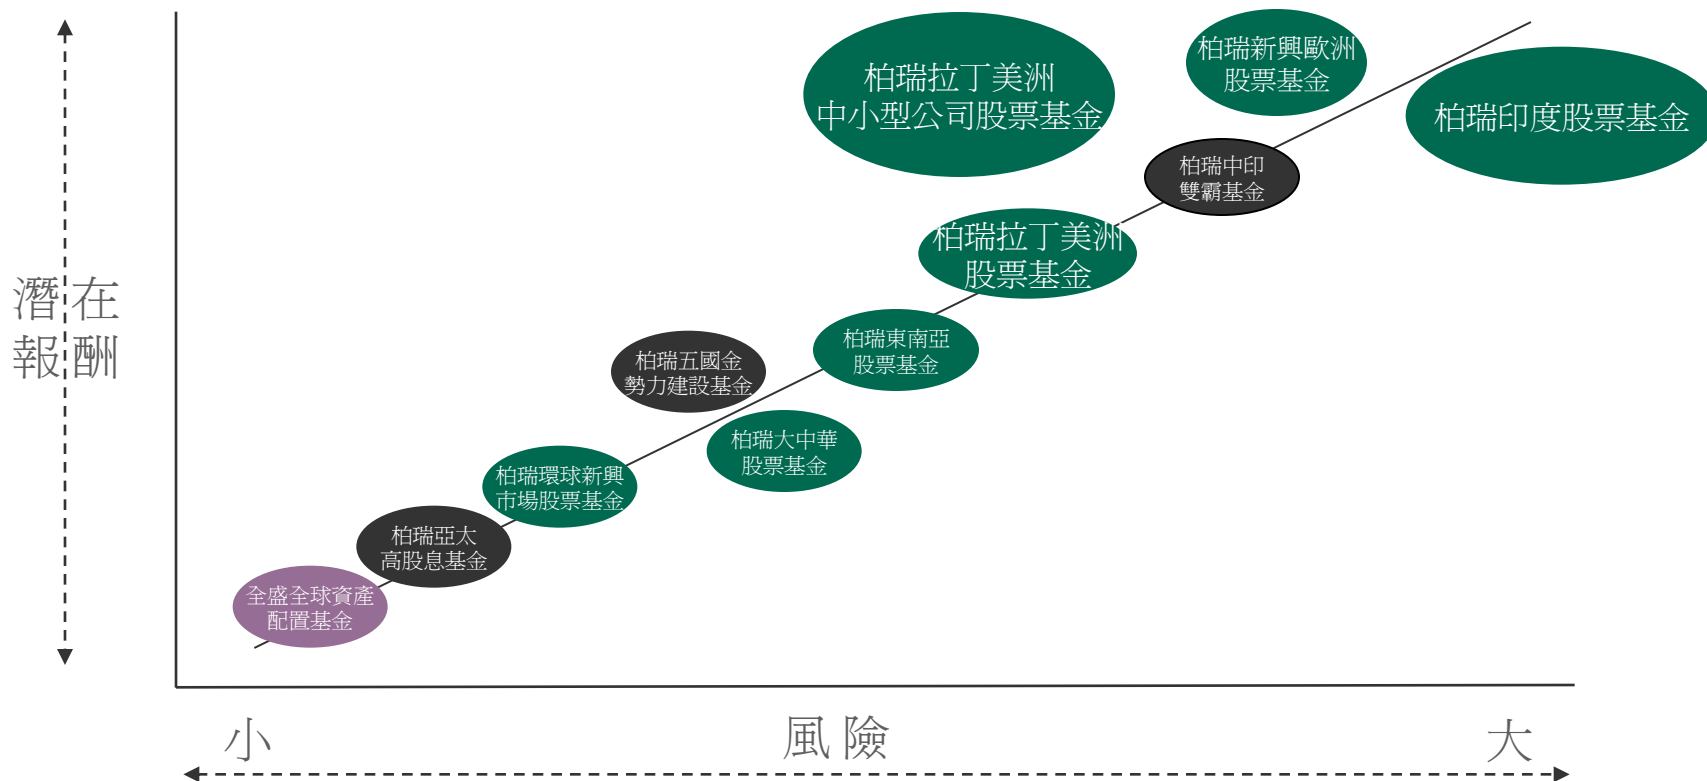 柏瑞拉丁美洲
中小型公司股票基金
柏瑞新興歐洲
股票基金
柏瑞印度股票基金
柏瑞中印
雙霸基金
柏瑞拉丁美洲
股票基金
潛在
報酬
柏瑞東南亞
股票基金
柏瑞五國金
勢力建設基金
柏瑞大中華
股票基金
柏瑞環球新興
市場股票基金
柏瑞亞太
高股息基金
全盛全球資產
配置基金
小
風險
大